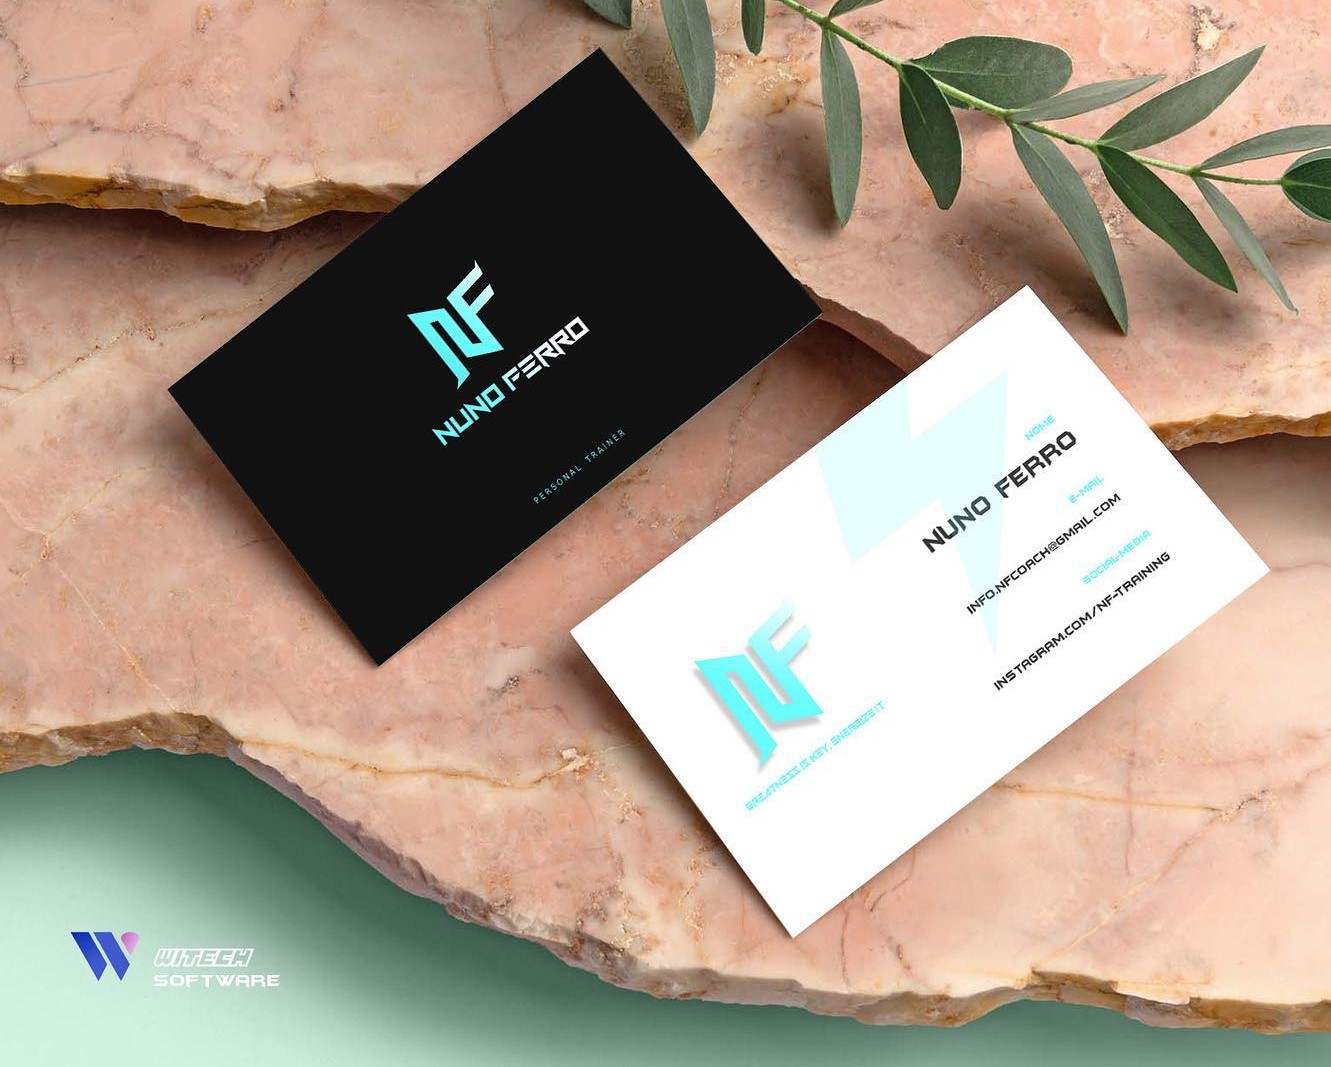 NF
NUNO FERRO
PERSONAL TRAINER
NOME
NUNO FERRO
E-MAIL
INFO.NFCOACH@GMAIL.COM
SOCIAL-MEDIA
INSTAGRAM.COM/NF-TRAINING
NF
GREATNESS IS KEY, ENERGIZE IT
W
WITECH
SOFTWARE